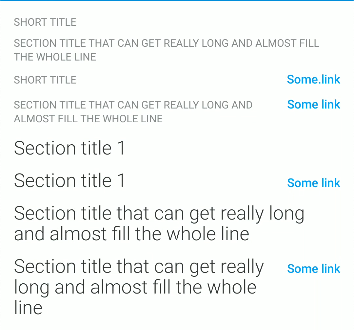 SHORT TITLE
SECTION TITLE THAT CAN GET REALLY LONG AND ALMOST FILL
THE WHOLE LINE
SHORT TITLE Some.link
SECTION TITLE THAT CAN GET REALLY LONG AND Some link
ALMOST FILL THE WHOLE LINE
Section title 1
Section title 1 Some link
Section title that can get really long
and almost fill the whole line
Section title that can get really Some link
long and almost fill the whole
line